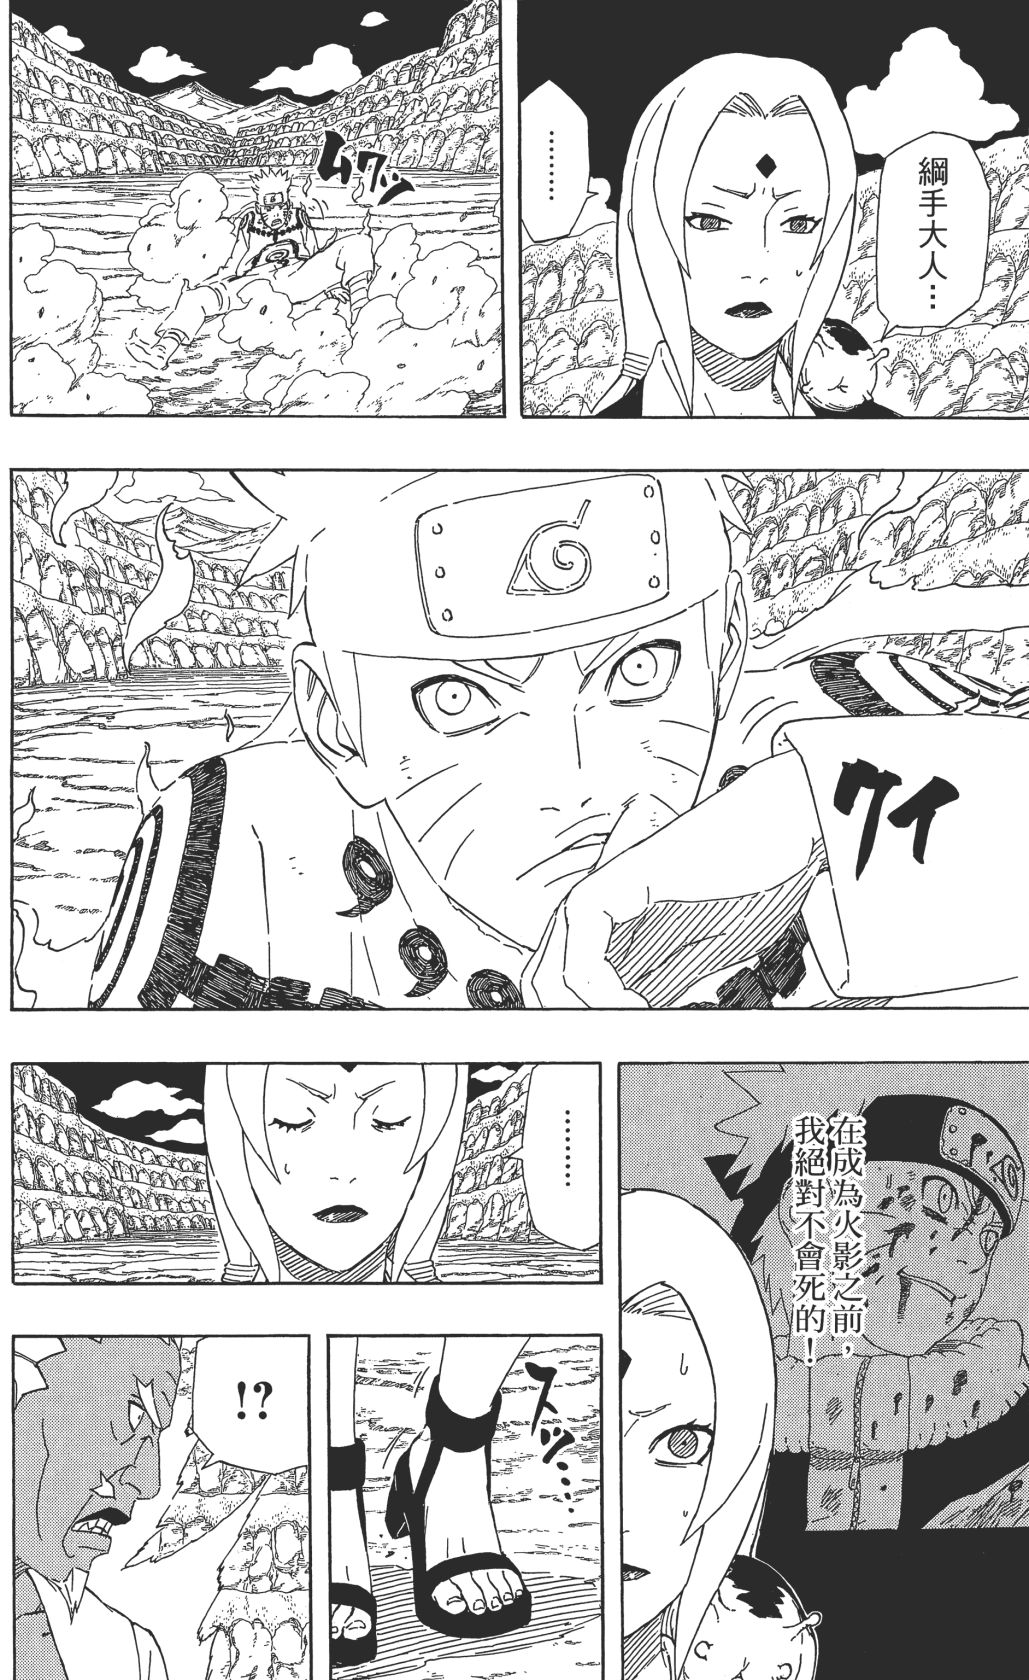 綱手大人…
………
ムクッ
クイ
在成為火影之前，
我絕對不會死的！
………
スッ……
!?